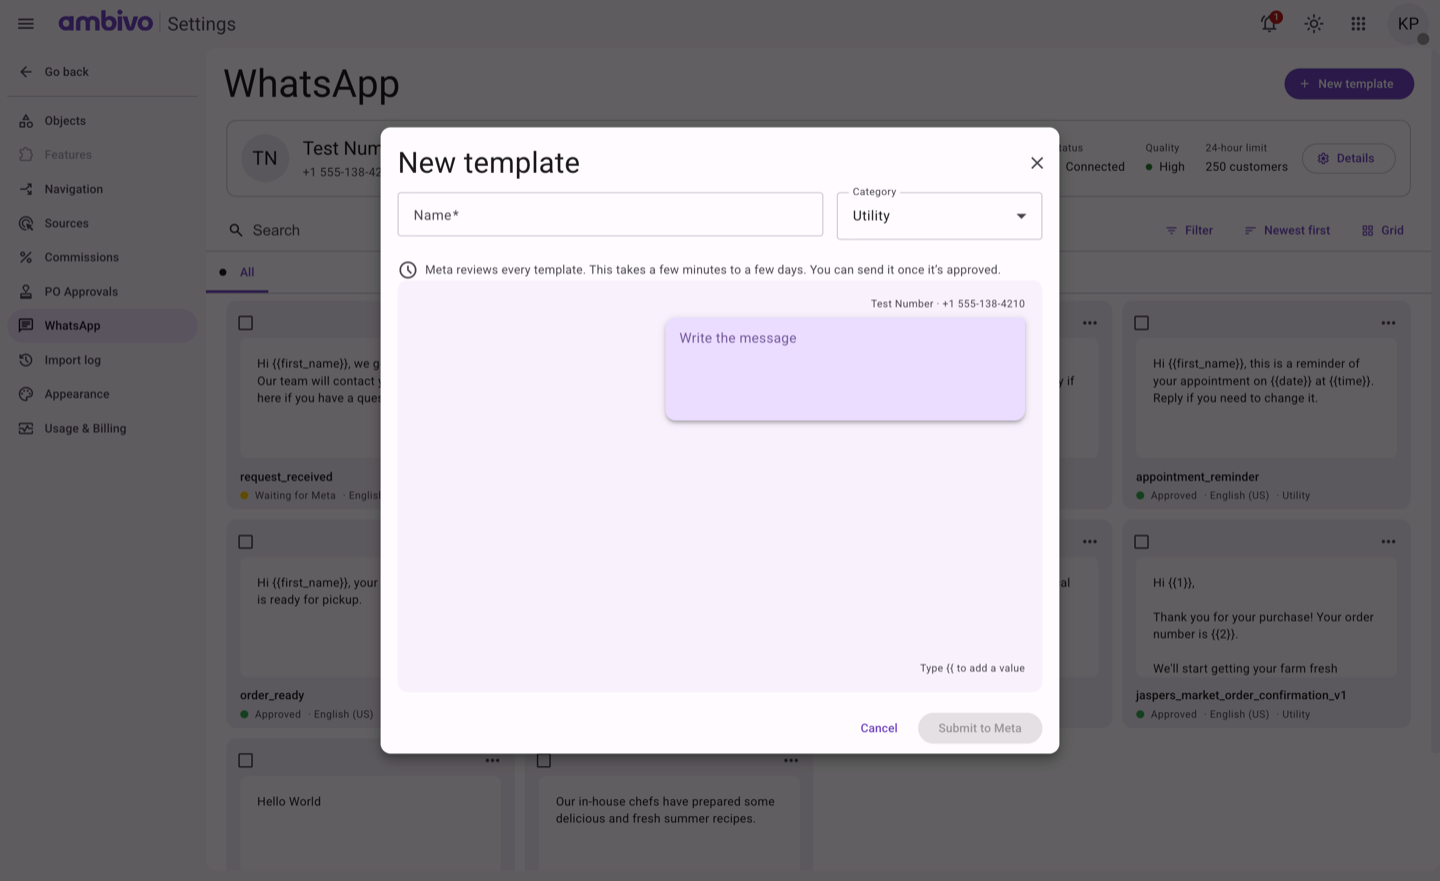 ambivo
Settings
1
KP
Go back
Objects
Features
Navigation
Sources
Commissions
PO Approvals
WhatsApp
Import log
Appearance
Usage & Billing
WhatsApp
+ New template
TN
Test Num
+1 555-138-42
atus
Connected
Quality
High
24-hour limit
250 customers
Details
Search
Filter
Newest first
Grid
All
New template
Name*
Category
Utility
Meta reviews every template. This takes a few minutes to a few days. You can send it once it's approved.
Test Number · +1 555-138-4210
Write the message
Type {{ to add a value
Cancel
Submit to Meta
Hi {{first_name}}, we g
Our team will contact y
here if you have a ques
request_received
Waiting for Meta · English
y if
Hi {{first_name}}, this is a reminder of
your appointment on {{date}} at {{time}}.
Reply if you need to change it.
appointment_reminder
Approved · English (US) · Utility
Hi {{first_name}}, your
is ready for pickup.
order_ready
Approved · English (US)
al
Hi {{1}},
Thank you for your purchase! Your order
number is {{2}}.
We'll start getting your farm fresh
jaspers_market_order_confirmation_v1
Approved · English (US) · Utility
Hello World
Our in-house chefs have prepared some
delicious and fresh summer recipes.